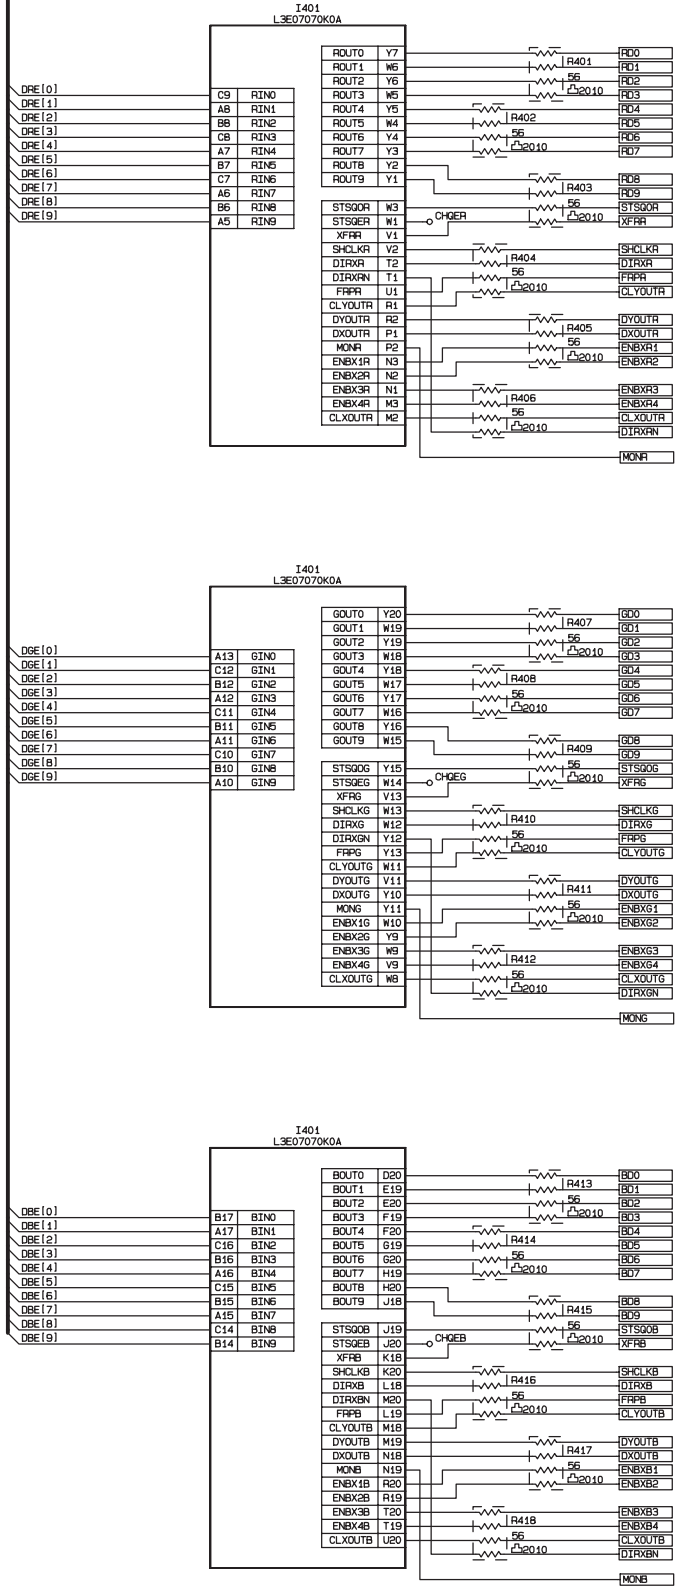 I401
L3E07070K0A
ROUT0 Y7 RD0
ROUT1 W6 R401 RD1
ROUT2 Y6 56 RD2
DRE[0] C9 RIN0 ROUT3 W5 2010 RD3
DRE[1] A8 RIN1 ROUT4 Y5 RD4
DRE[2] B8 RIN2 ROUT5 W4 R402 RD5
DRE[3] C8 RIN3 ROUT6 Y4 56 RD6
DRE[4] A7 RIN4 ROUT7 Y3 2010 RD7
DRE[5] B7 RIN5 ROUT8 Y2
DRE[6] C7 RIN6 ROUT9 Y1 RD8
DRE[7] A6 RIN7 R403 RD9
DRE[8] B6 RIN8 STSQOR W3 56 STSQOR
DRE[9] A5 RIN9 STSQER W1 CHQER 2010 XFRR
XFRR V1
SHCLKR V2 SHCLKR
DIRXR T2 R404 DIRXR
DIRXRN T1 56 FRPR
FRPR U1 2010 CLYOUTR
CLYOUTR R1
DYOUTR R2 DYOUTR
DXOUTR P1 R405 DXOUTR
MONR P2 56 ENBXR1
ENBX1R N3 2010 ENBXR2
ENBX2R N2
ENBX3R N1 ENBXR3
ENBX4R M3 R406 ENBXR4
CLXOUTR M2 56 CLXOUTR
2010 DIRXRN
MONR
I401
L3E07070K0A
GOUT0 Y20 GD0
GOUT1 W19 R407 GD1
GOUT2 Y19 56 GD2
DGE[0] A13 GIN0 GOUT3 W18 2010 GD3
DGE[1] C12 GIN1 GOUT4 Y18 GD4
DGE[2] B12 GIN2 GOUT5 W17 R408 GD5
DGE[3] A12 GIN3 GOUT6 Y17 56 GD6
DGE[4] C11 GIN4 GOUT7 W16 2010 GD7
DGE[5] B11 GIN5 GOUT8 Y16
DGE[6] A11 GIN6 GOUT9 W15 GD8
DGE[7] C10 GIN7 R409 GD9
DGE[8] B10 GIN8 STSQOG Y15 56 STSQOG
DGE[9] A10 GIN9 STSQEG W14 CHQEG 2010 XFRG
XFRG V13
SHCLKG W13 SHCLKG
DIRXG W12 R410 DIRXG
DIRXGN Y12 56 FRPG
FRPG Y13 2010 CLYOUTG
CLYOUTG W11
DYOUTG V11 DYOUTG
DXOUTG Y10 R411 DXOUTG
MONG Y11 56 ENBXG1
ENBX1G W10 2010 ENBXG2
ENBX2G Y9
ENBX3G W9 ENBXG3
ENBX4G V9 R412 ENBXG4
CLXOUTG W8 56 CLXOUTG
2010 DIRXGN
MONG
I401
L3E07070K0A
BOUT0 D20 BD0
BOUT1 E19 R413 BD1
BOUT2 E20 56 BD2
DBE[0] B17 BIN0 BOUT3 F19 2010 BD3
DBE[1] A17 BIN1 BOUT4 F20 BD4
DBE[2] C16 BIN2 BOUT5 G19 R414 BD5
DBE[3] B16 BIN3 BOUT6 G20 56 BD6
DBE[4] A16 BIN4 BOUT7 H19 2010 BD7
DBE[5] C15 BIN5 BOUT8 H20
DBE[6] B15 BIN6 BOUT9 J18 BD8
DBE[7] A15 BIN7 R415 BD9
DBE[8] C14 BIN8 STSQOB J19 56 STSQOB
DBE[9] B14 BIN9 STSQEB J20 CHQEB 2010 XFRB
XFRB K18
SHCLKB K20 SHCLKB
DIRXB L18 R416 DIRXB
DIRXBN M20 56 FRPB
FRPB L19 2010 CLYOUTB
CLYOUTB M18
DYOUTB M19 DYOUTB
DXOUTB N18 R417 DXOUTB
MONB N19 56 ENBXB1
ENBX1B R20 2010 ENBXB2
ENBX2B R19
ENBX3B T20 ENBXB3
ENBX4B T19 R418 ENBXB4
CLXOUTB U20 56 CLXOUTB
2010 DIRXBN
MONB